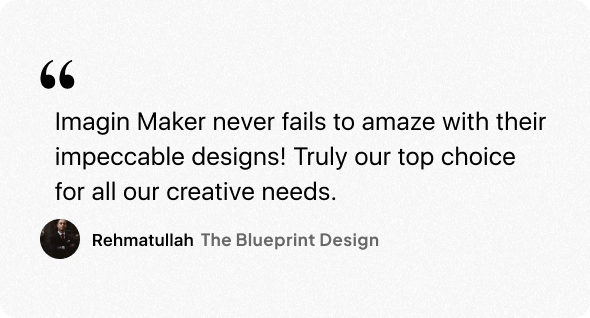 “
Imagin Maker never fails to amaze with their
impeccable designs! Truly our top choice
for all our creative needs.
Rehmatullah The Blueprint Design